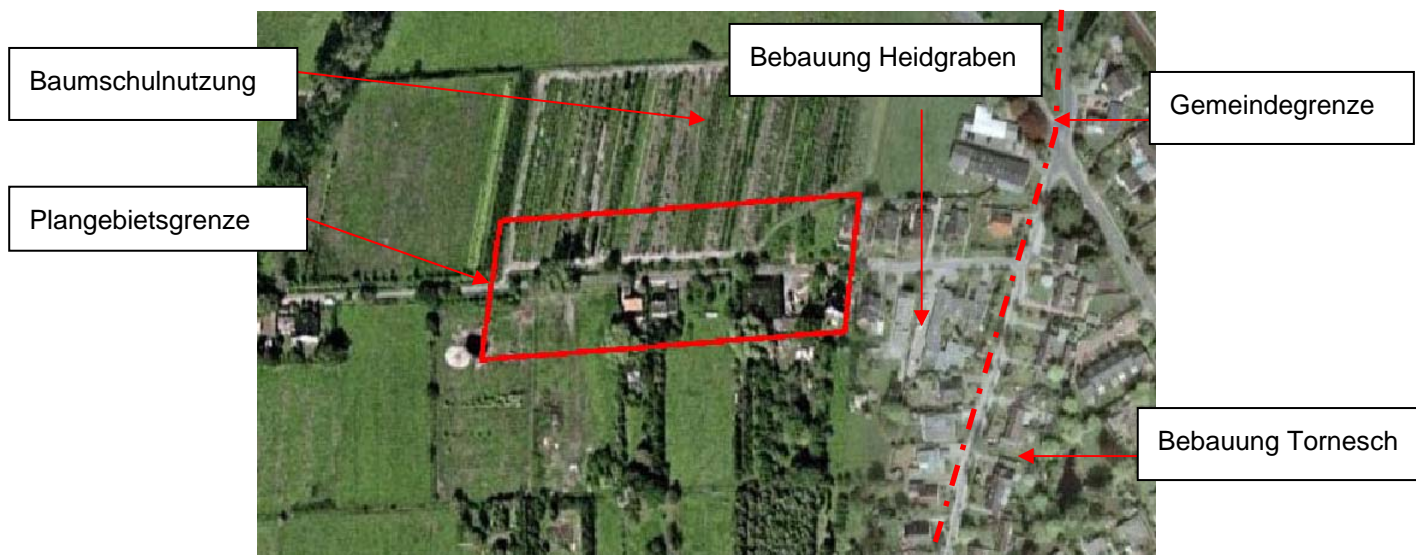 Baumschulnutzung
Bebauung Heidgraben
Gemeindegrenze
Plangebietsgrenze
Bebauung Tornesch